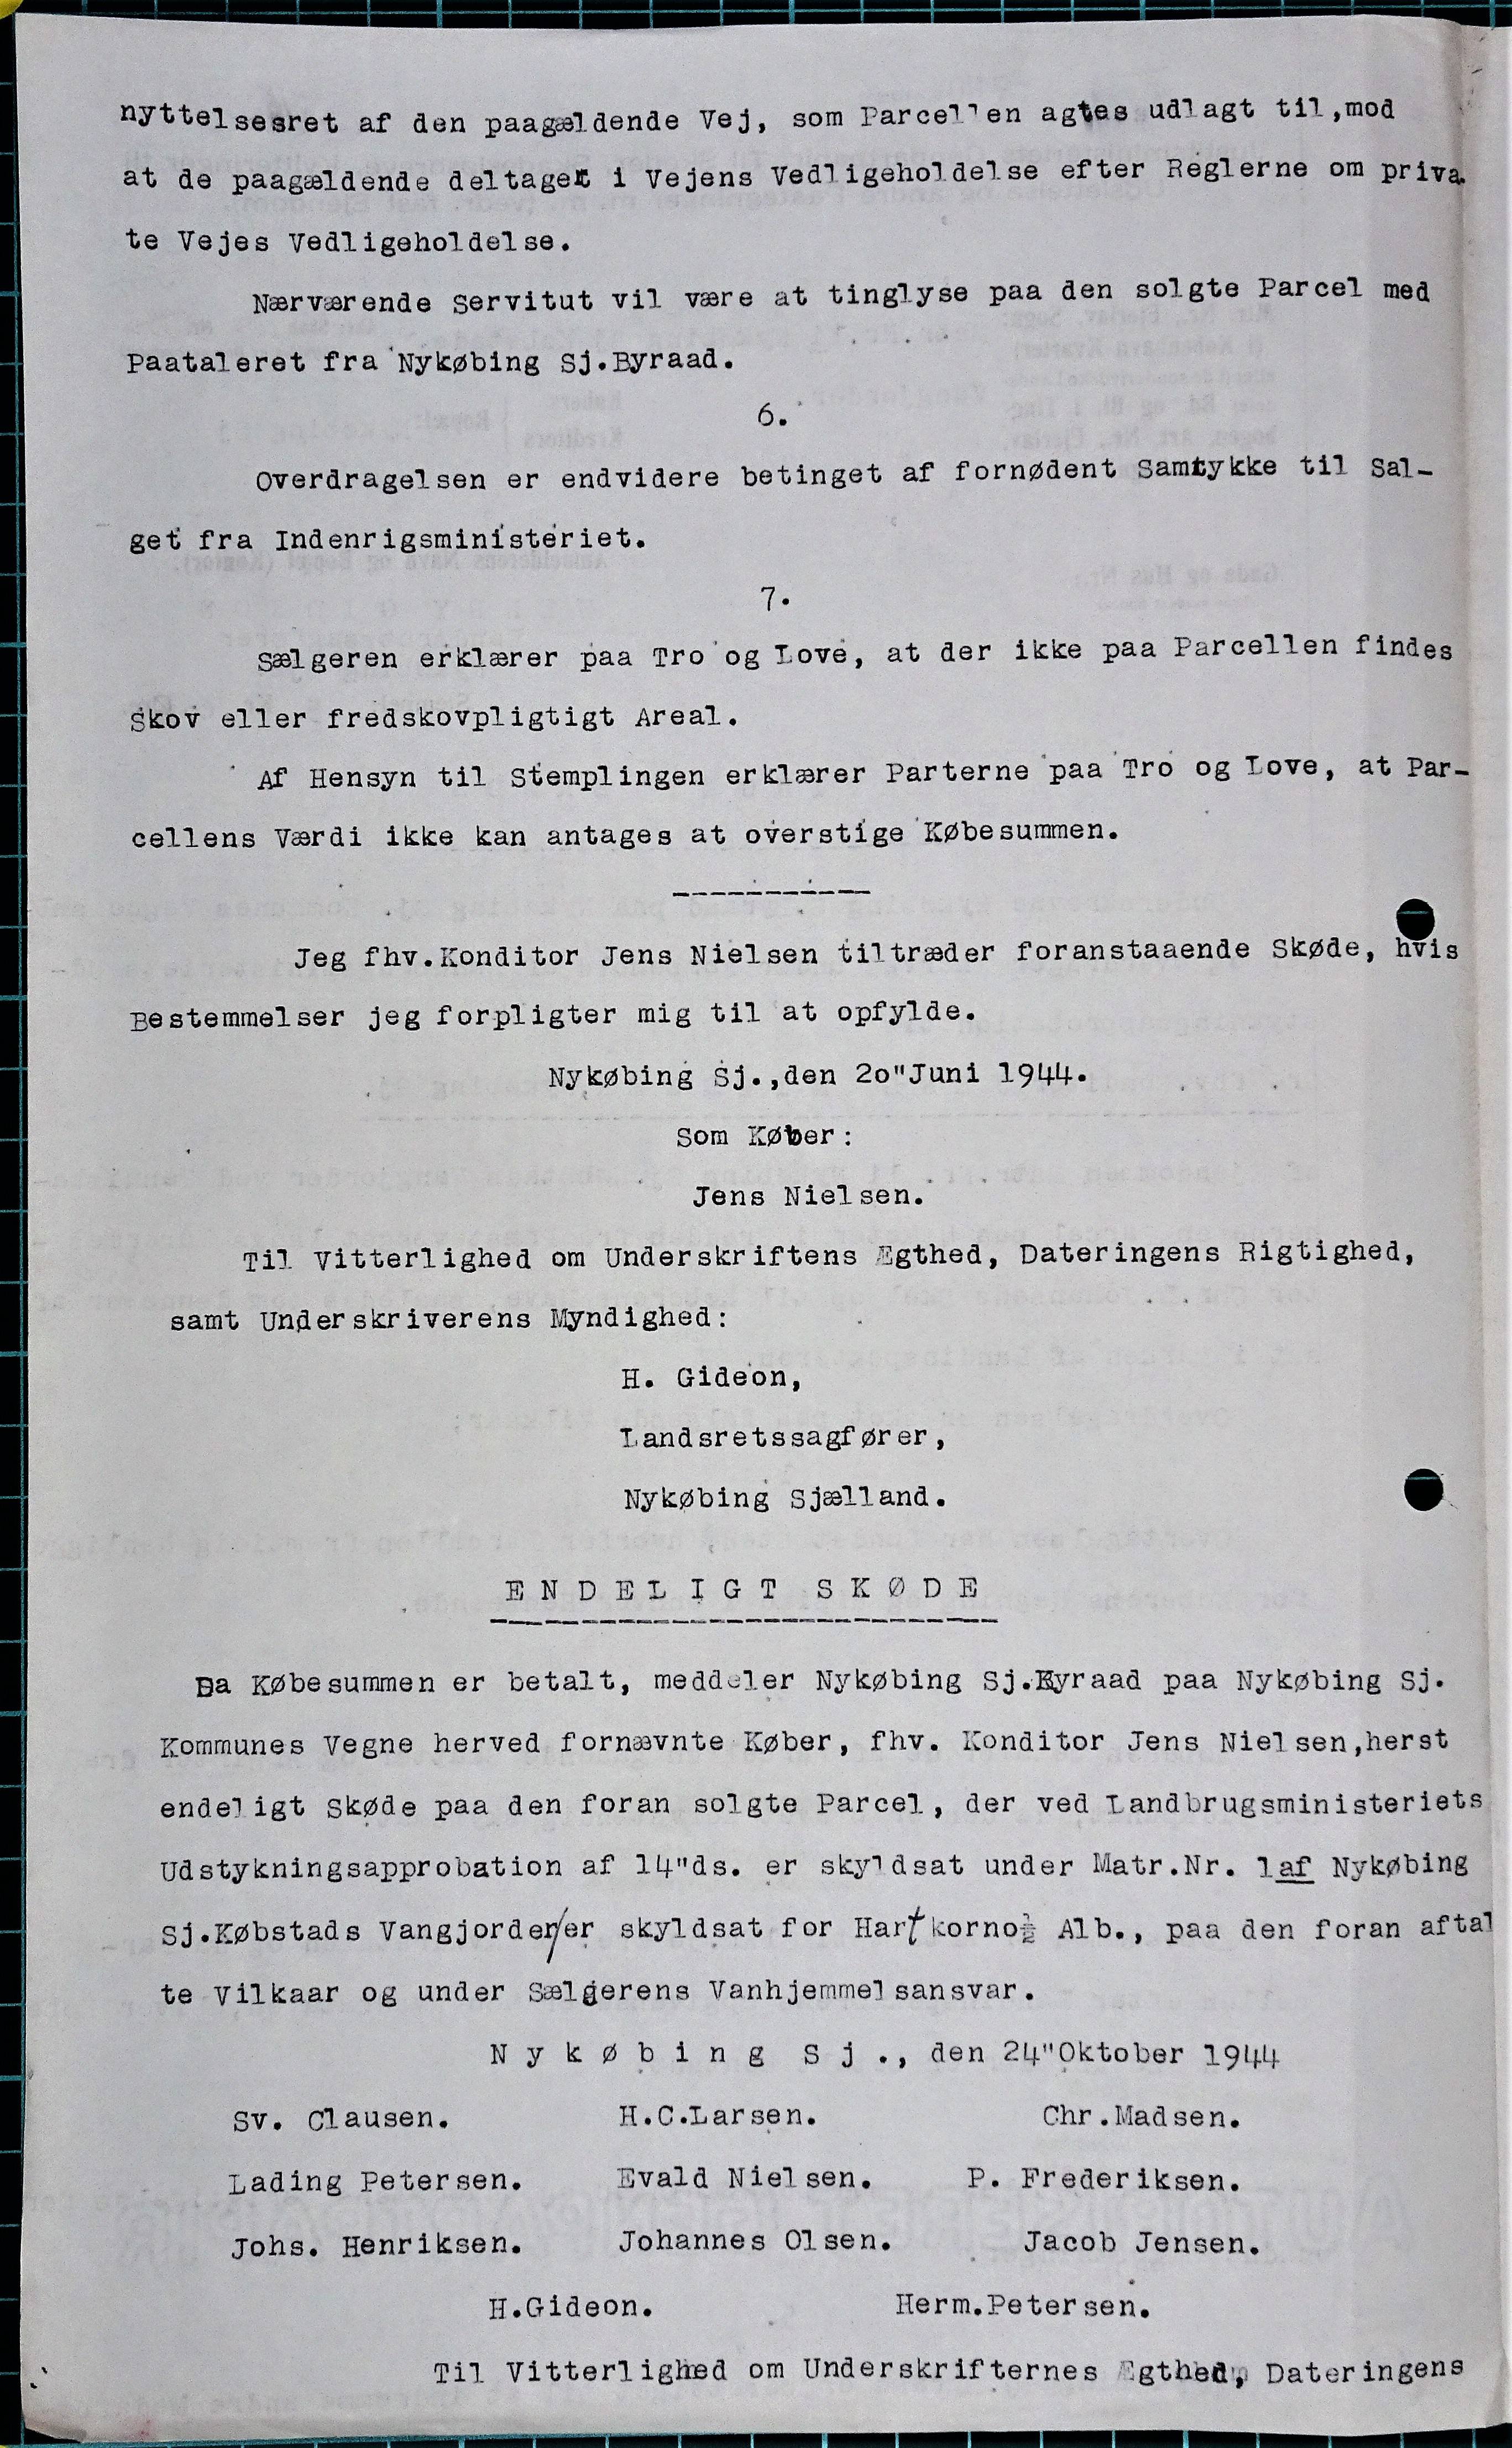 nyttelsesret af den paagældende Vej, som Parcellen agtes udlagt til,mod
at de paagældende deltager i Vejens Vedligeholdelse efter Reglerne om priva
te Vejes Vedligeholdelse.
Nærværende Servitut vil være at tinglyse paa den solgte Parcel med
Paataleret fra Nykøbing Sj.Byraad.
6.
Overdragelsen er endvidere betinget af fornødent Samtykke til Sal-
get fra Indenrigsministeriet.
7.
Sælgeren erklærer paa Tro og Love, at der ikke paa Parcellen findes
Skov eller fredskovpligtigt Areal.
Af Hensyn til Stemplingen erklærer Parterne paa Tro og Love, at Par-
cellens Værdi ikke kan antages at overstige Købesummen.
-----------
Jeg fhv.Konditor Jens Nielsen tiltræder foranstaaende Skøde, hvis
Bestemmelser jeg forpligter mig til at opfylde.
Nykøbing Sj.,den 2o"Juni 1944.
Som Køber:
Jens Nielsen.
Til Vitterlighed om Underskriftens Ægthed, Dateringens Rigtighed,
samt Underskriverens Myndighed:
H. Gideon,
Landsretssagfører,
Nykøbing Sjælland.
E N D E L I G T  S K Ø D E
----------------------------
Da Købesummen er betalt, meddeler Nykøbing Sj.Byraad paa Nykøbing Sj.
Kommunes Vegne herved fornævnte Køber, fhv. Konditor Jens Nielsen,herst
endeligt Skøde paa den foran solgte Parcel, der ved Landbrugsministeriets
Udstykningsapprobation af 14"ds. er skyldsat under Matr.Nr. 1af Nykøbing
Sj.Købstads Vangjorder/er skyldsat for Hartkorno½ Alb., paa den foran aftal
te Vilkaar og under Sælgerens Vanhjemmelsansvar.
N y k ø b i n g  S j ., den 24"Oktober 1944
Sv. Clausen. H.C.Larsen. Chr.Madsen.
Lading Petersen. Evald Nielsen. P. Frederiksen.
Johs. Henriksen. Johannes Olsen. Jacob Jensen.
H.Gideon. Herm.Petersen.
Til Vitterlighed om Underskrifternes Ægthed, Dateringens